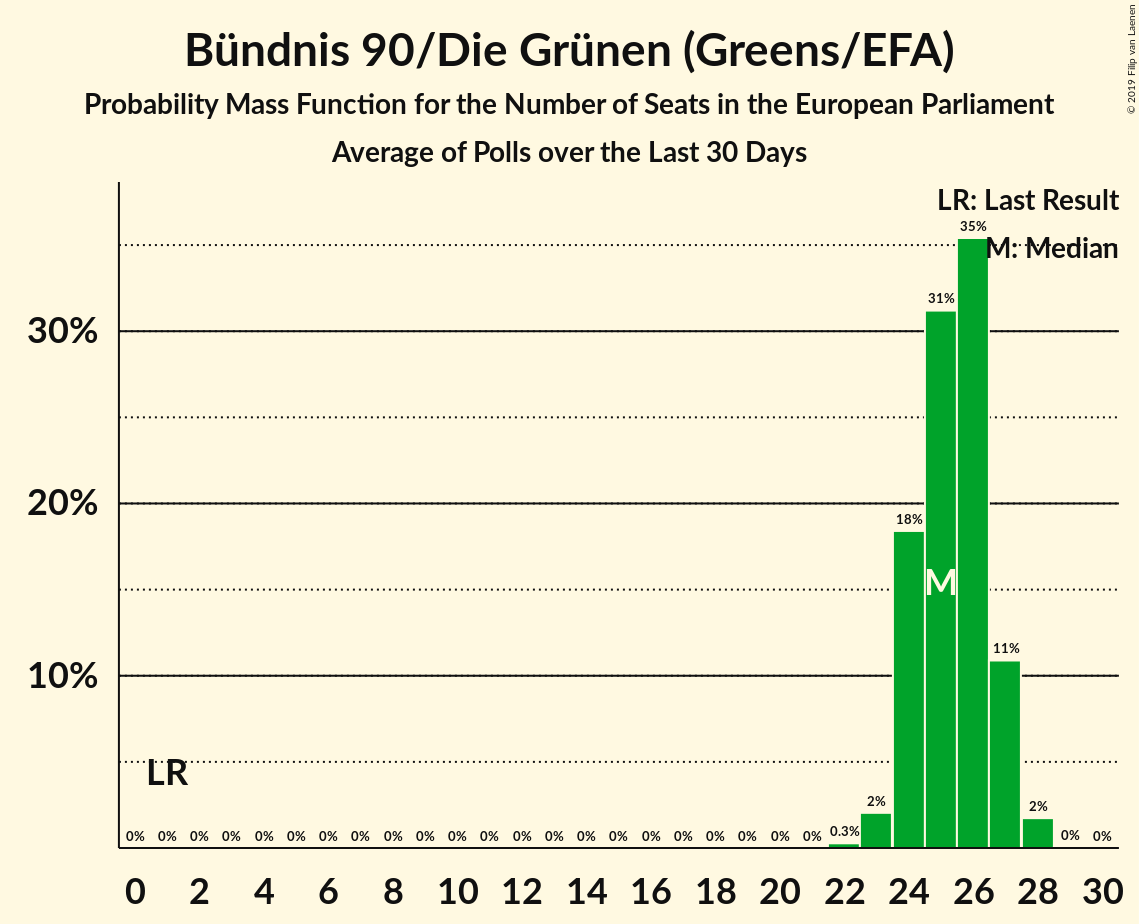 Bündnis 90/Die Grünen (Greens/EFA)
Probability Mass Function for the Number of Seats in the European Parliament
Average of Polls over the Last 30 Days
© 2019 Filip van Laenen
LR: Last Result
M: Median
30%
20%
10%
LR
M
0% 0% 0% 0% 0% 0% 0% 0% 0% 0% 0% 0% 0% 0% 0% 0% 0% 0% 0% 0% 0% 0% 0.3% 2% 18% 31% 35% 11% 2% 0% 0%
0 2 4 6 8 10 12 14 16 18 20 22 24 26 28 30